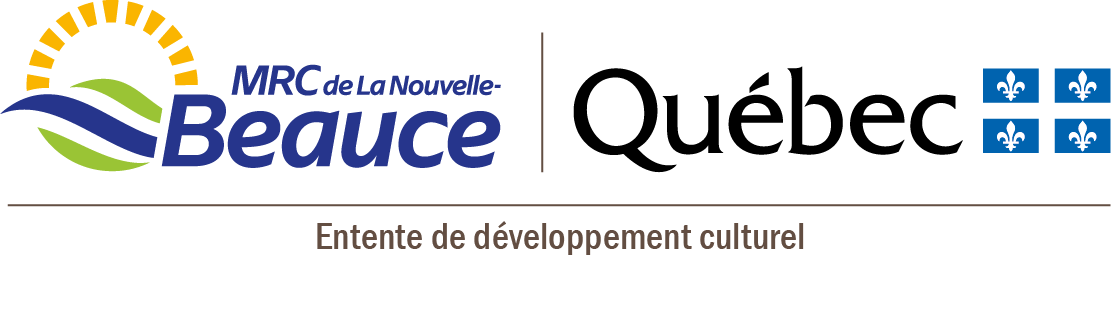 MRC de La Nouvelle-
Beauce
Québec
Entente de développement culturel